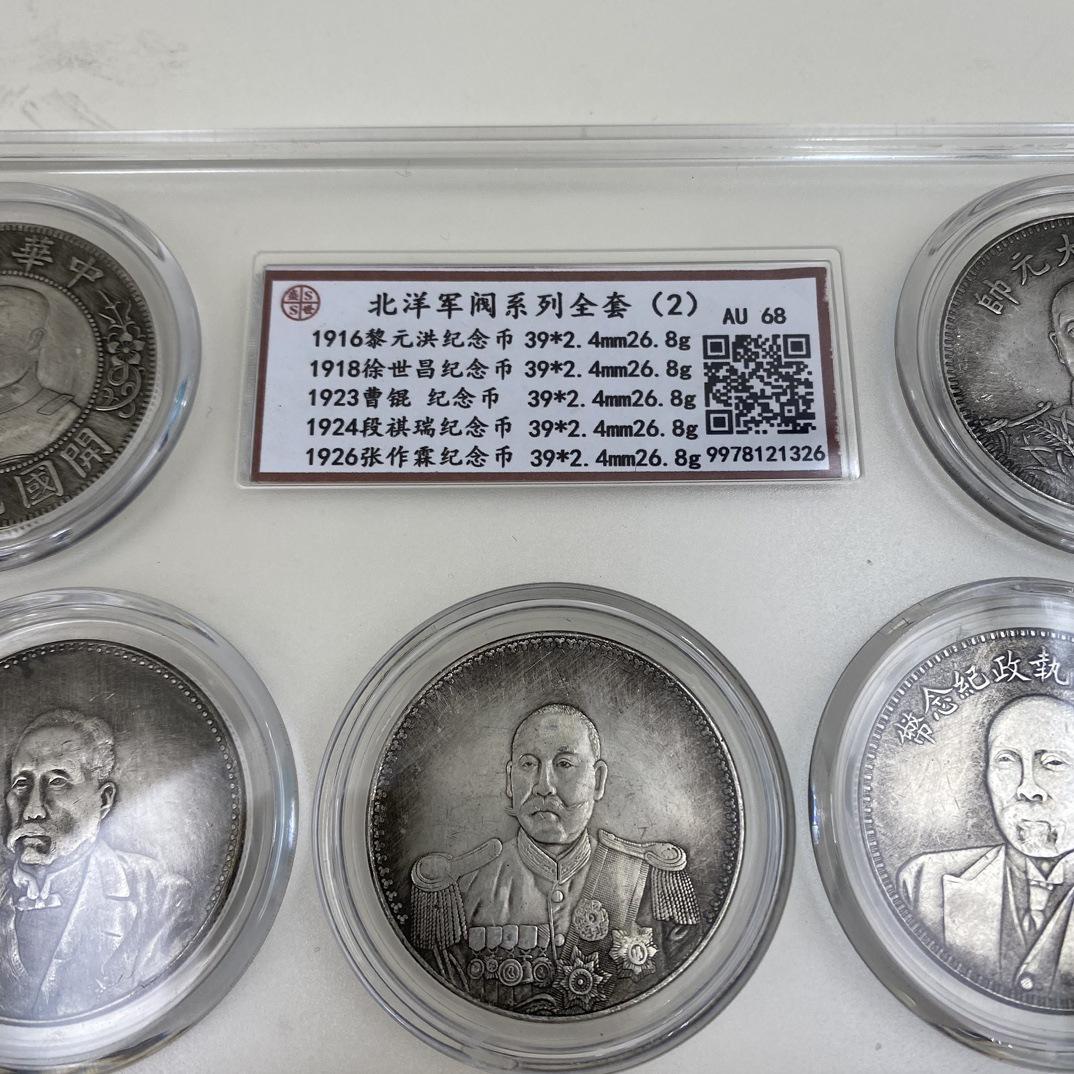 北洋军阀系列全套（2）
AU 68
1916黎元洪纪念币 39*2.4mm26.8g
1918徐世昌纪念币 39*2.4mm26.8g
1923曹锟 纪念币 39*2.4mm26.8g
1924段祺瑞纪念币 39*2.4mm26.8g
1926张作霖纪念币 39*2.4mm26.8g
9978121326
華中
開國
大元帥
執政紀念幣